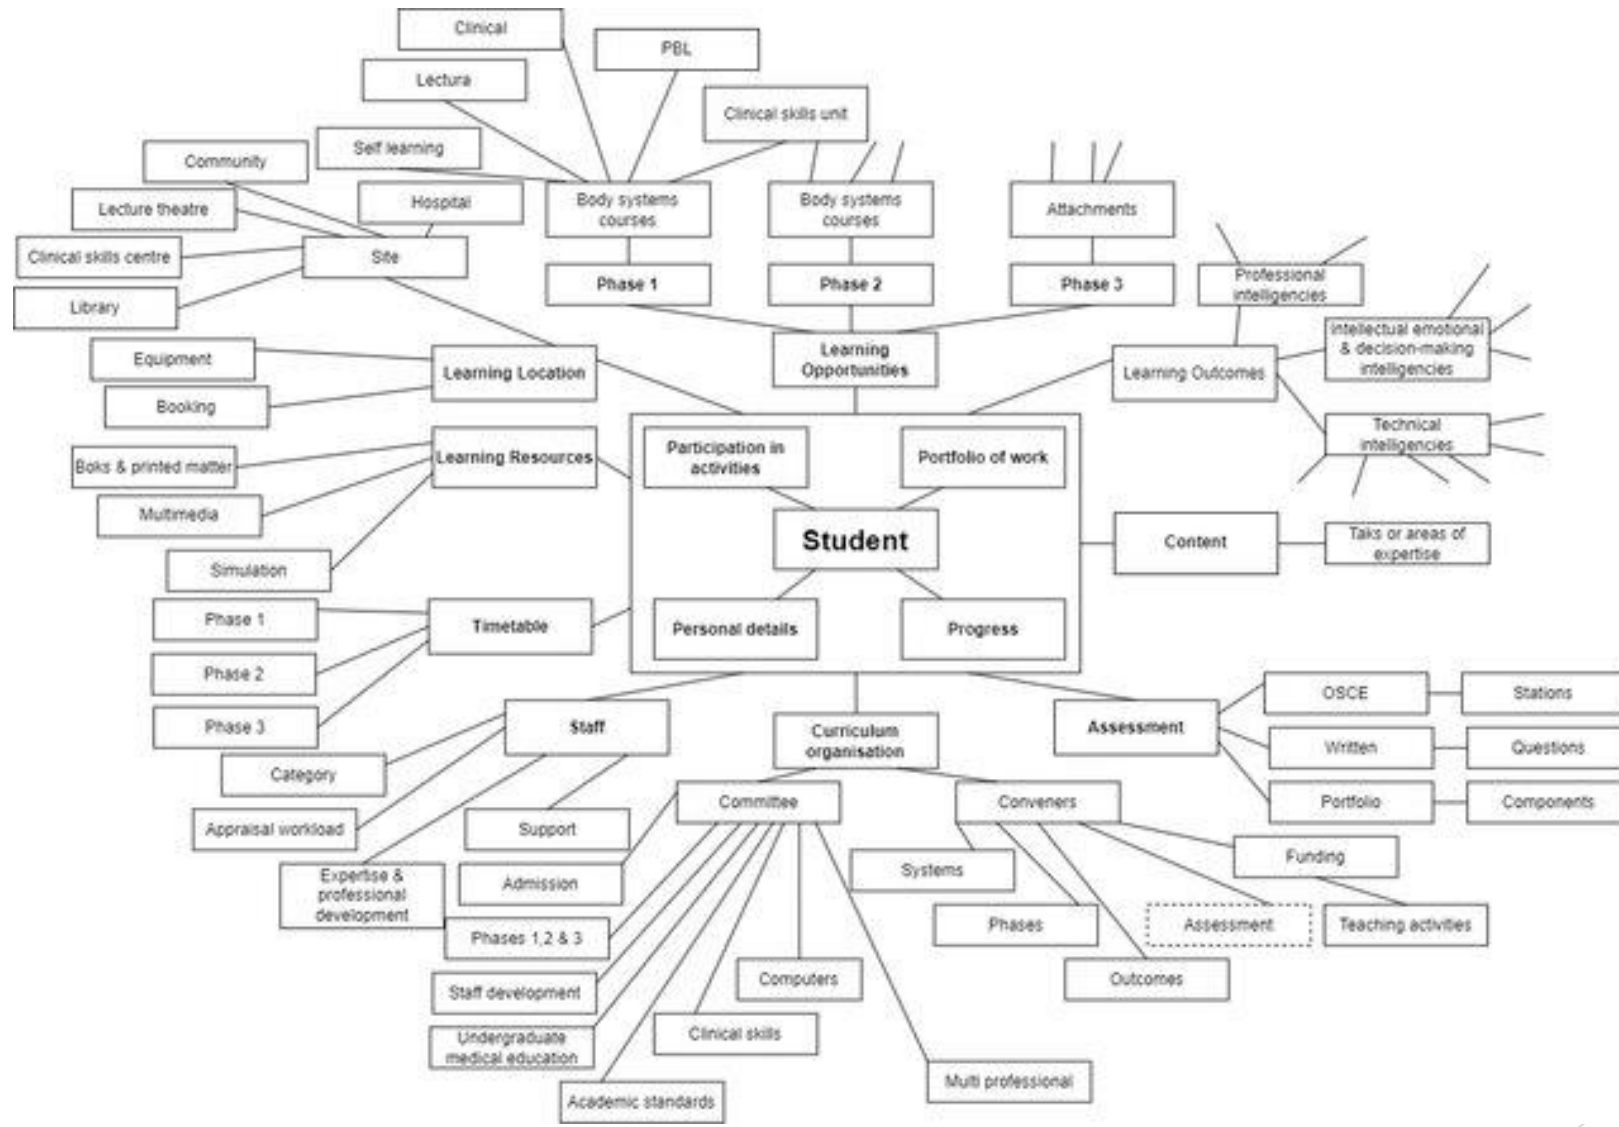 Clinical
PBL
Lectura
Clinical skills unit
Self learning
Community
Hospital
Lecture theatre
Clinical skills centre
Site
Library
Body systems
courses
Body systems
courses
Attachments
Phase 1
Phase 2
Phase 3
Professional
intelligencies
Intellectual emotional
& decision-making
intelligencies
Technical
intelligencies
Learning Outcomes
Learning
Opportunities
Learning Location
Equipment
Booking
Learning Resources
Boks & printed matter
Multimedia
Simulation
Participation in
activities
Portfolio of work
Student
Personal details
Progress
Content
Taks or areas of
expertise
Timetable
Phase 1
Phase 2
Phase 3
Staff
Category
Appraisal workload
Expertise &
professional
development
Support
Curriculum
organisation
Committee
Admission
Phases 1,2 & 3
Staff development
Undergraduate
medical education
Academic standards
Clinical skills
Computers
Multi professional
Conveners
Systems
Phases
Outcomes
Assessment
Funding
Teaching activities
Assessment
OSCE
Stations
Written
Questions
Portfolio
Components